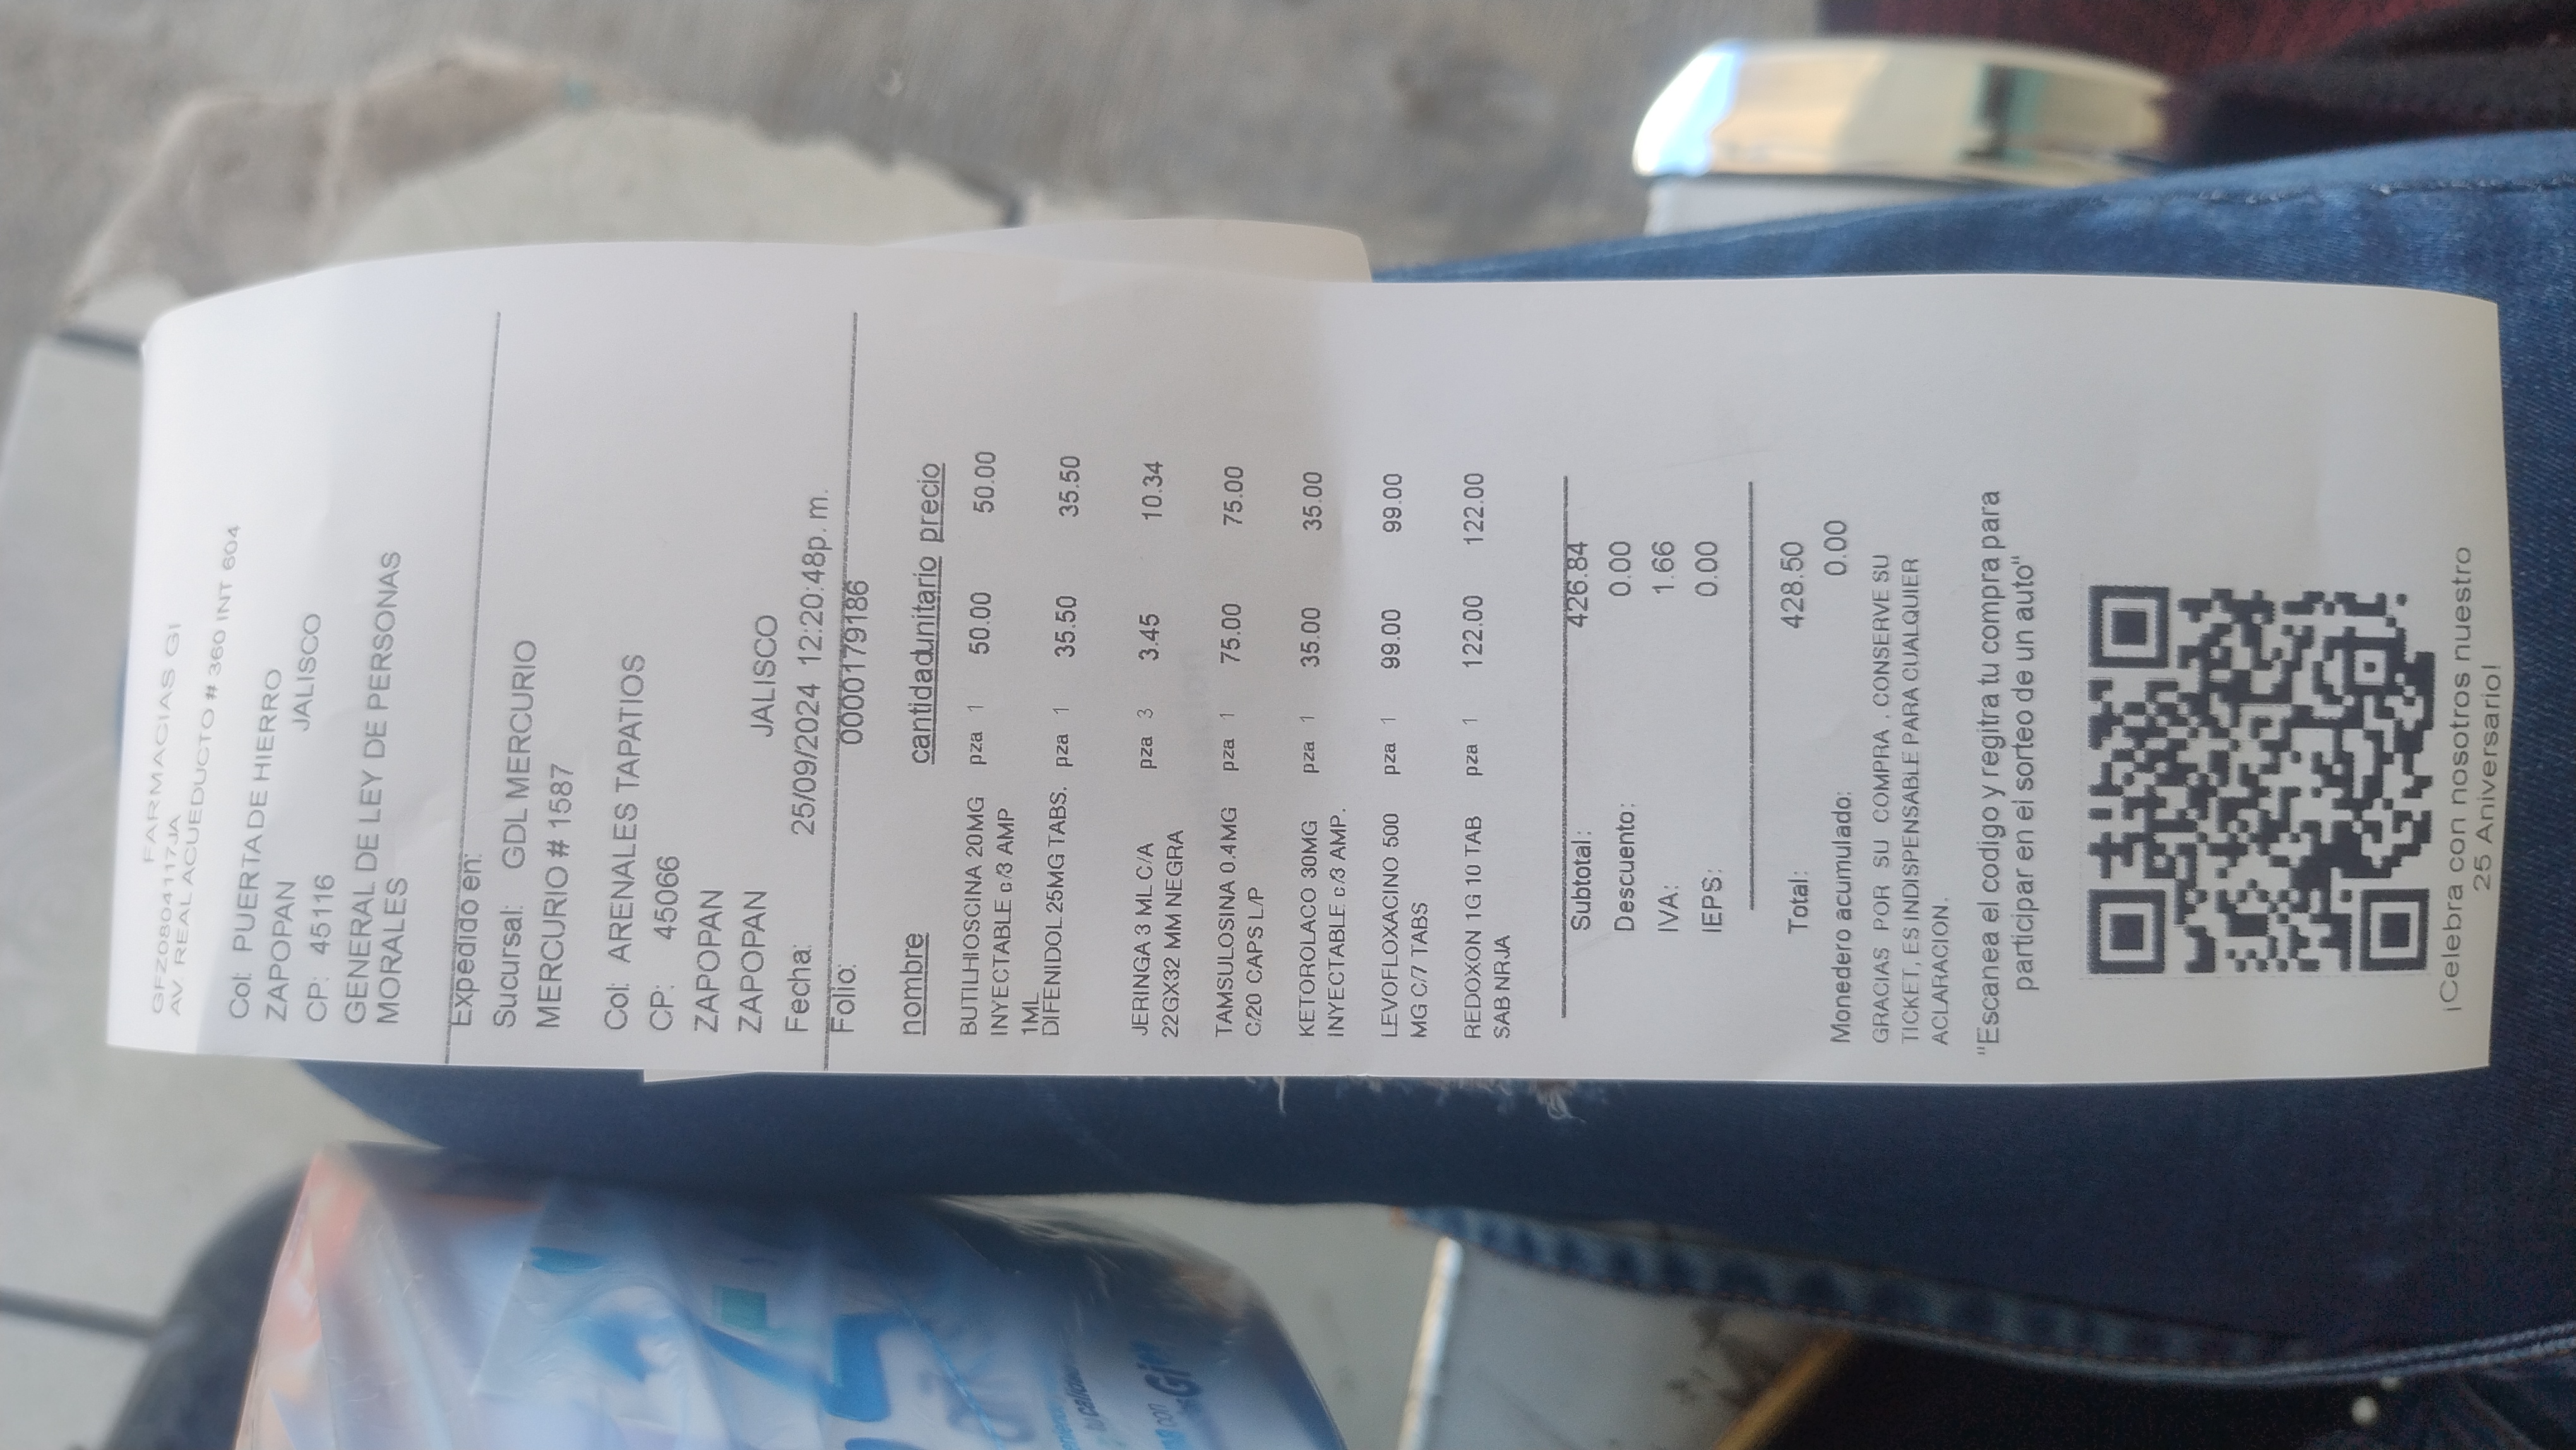 FARMACIAS GI
GFZ0804117JA
AV. REAL ACUEDUCTO # 360 INT 604
Col: PUERTA DE HIERRO
ZAPOPAN JALISCO
CP: 45116
GENERAL DE LEY DE PERSONAS
MORALES
Expedido en:
Sucursal: GDL MERCURIO
MERCURIO # 1587
Col: ARENALES TAPATIOS
CP: 45066
ZAPOPAN
ZAPOPAN JALISCO
Fecha: 25/09/2024 12:20:48p. m.
Folio: 0000179186
nombre cantidadunitario precio
BUTILHIOSCINA 20MG pza 1 50.00 50.00
INYECTABLE c/3 AMP
1ML
DIFENIDOL 25MG TABS. pza 1 35.50 35.50
JERINGA 3 ML C/A pza 3 3.45 10.34
22GX32 MM NEGRA
TAMSULOSINA 0.4MG pza 1 75.00 75.00
C/20 CAPS L/P
KETOROLACO 30MG pza 1 35.00 35.00
INYECTABLE c/3 AMP.
LEVOFLOXACINO 500 pza 1 99.00 99.00
MG C/7 TABS
REDOXON 1G 10 TAB pza 1 122.00 122.00
SAB NRJA
Subtotal: 426.84
Descuento: 0.00
IVA: 1.66
IEPS: 0.00
Total: 428.50
Monedero acumulado: 0.00
GRACIAS POR SU COMPRA , CONSERVE SU
TICKET, ES INDISPENSABLE PARA CUALQUIER
ACLARACION.
"Escanea el codigo y regitra tu compra para
participar en el sorteo de un auto"
¡Celebra con nosotros nuestro
25 Aniversario!